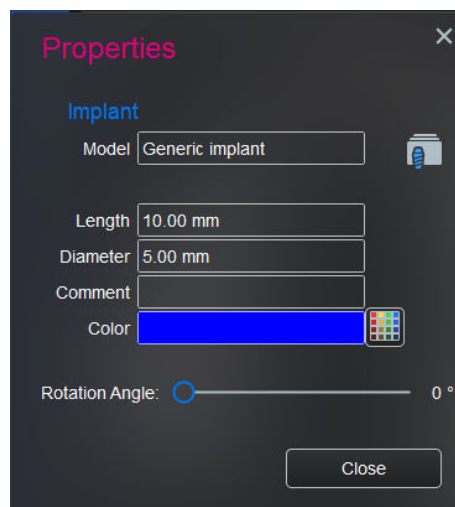 Properties
Implant
Model Generic implant
Length 10.00 mm
Diameter 5.00 mm
Comment
Color
Rotation Angle: 0 °
Close